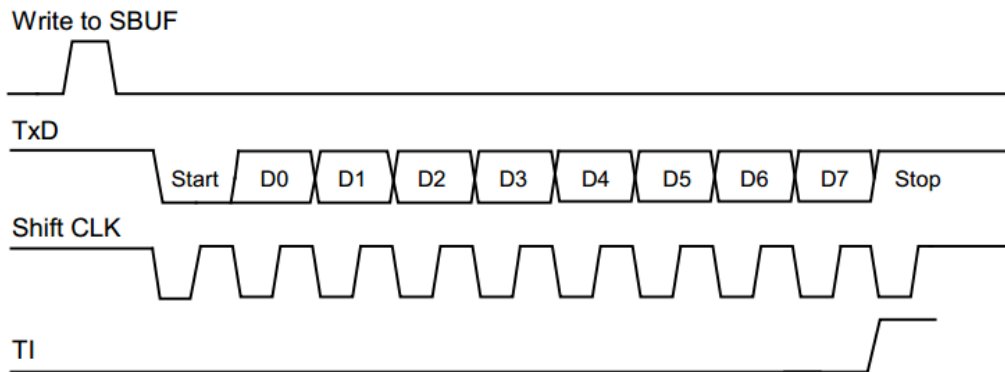 Write to SBUF
TxD
Start D0 D1 D2 D3 D4 D5 D6 D7 Stop
Shift CLK
TI